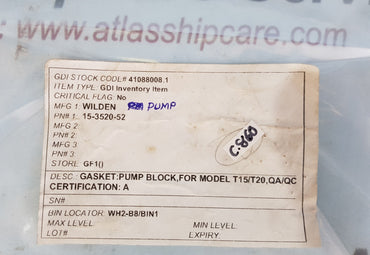 www.atlasshipcare.com
GDI STOCK CODE# 41088008.1
ITEM TYPE: GDI Inventory Item
CRITICAL FLAG: No
MFG 1: WILDEN PUMP
PN# 1: 15-3520-52
MFG 2:
PN# 2:
MFG 3:
PN# 3:
STORE: GF1()
C-8160
DESC: GASKET:PUMP BLOCK,FOR MODEL T15/T20,QA/QC
CERTIFICATION: A
SN#
BIN LOCATOR: WH2-B8/BIN1
MAX LEVEL MIN LEVEL
LOT# EXPIRY: